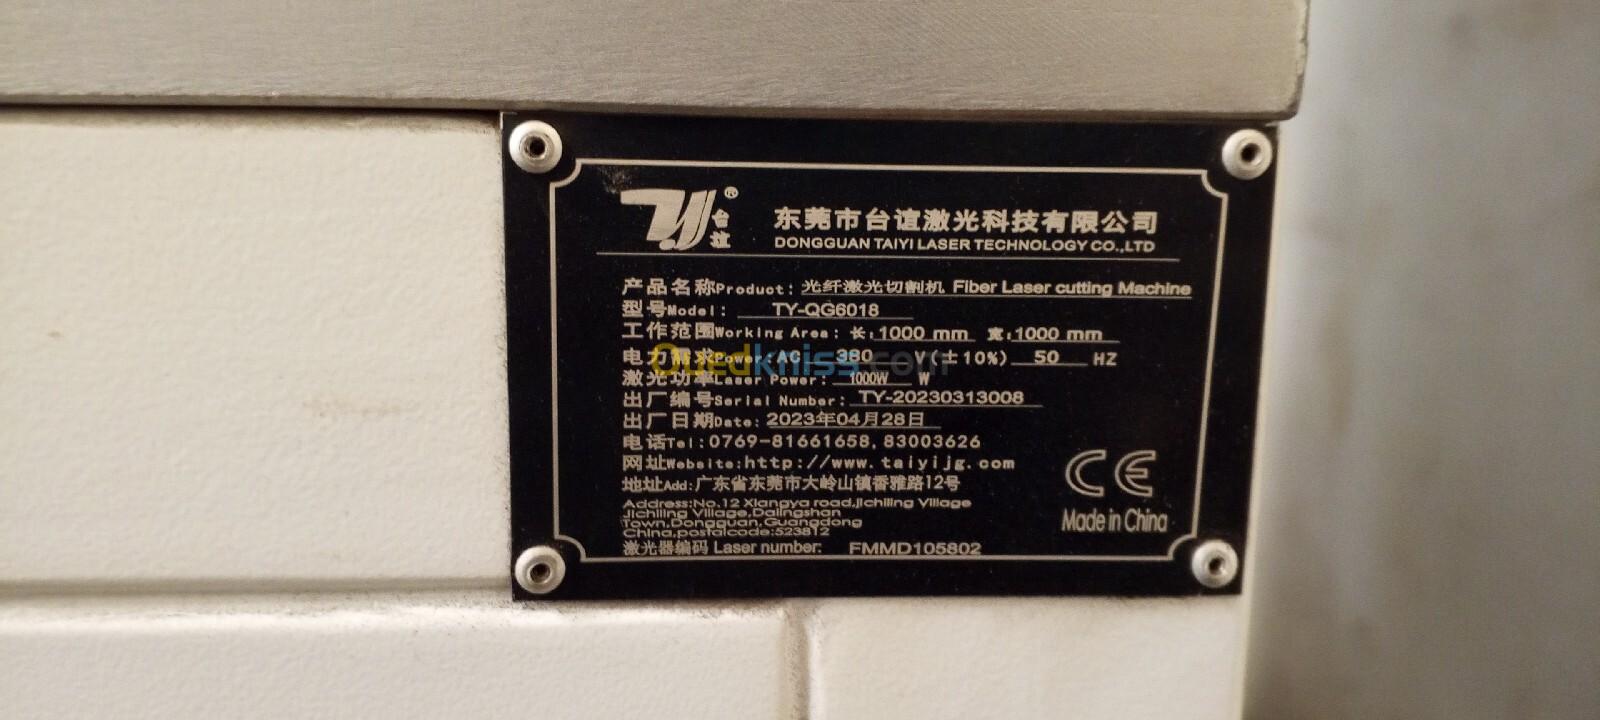 TY® 台谊
东莞市台谊激光科技有限公司
DONGGUAN TAIYI LASER TECHNOLOGY CO.,LTD
产品名称Product: 光纤激光切割机 Fiber Laser cutting Machine
型号Model: TY-QG6018
工作范围Working Area: 长:1000 mm 宽:1000 mm
电力需求Power:AC 380 V(±10%) 50 HZ
Ouedkniss.com
激光功率Laser Power: 1000W W
出厂编号Serial Number: TY-20230313008
出厂日期Date: 2023年04月28日
电话Tel:0769-81661658,83003626
网址Website:http://www.taiyijg.com
地址Add:广东省东莞市大岭山镇香雅路12号
Address:No.12 Xiangya road,jichiling Village
Jichiling Village,Dalingshan
Town,Dongguan,Guangdong
China,postalcode:523812
激光器编码 Laser number: FMMD105802
CE
Made in China